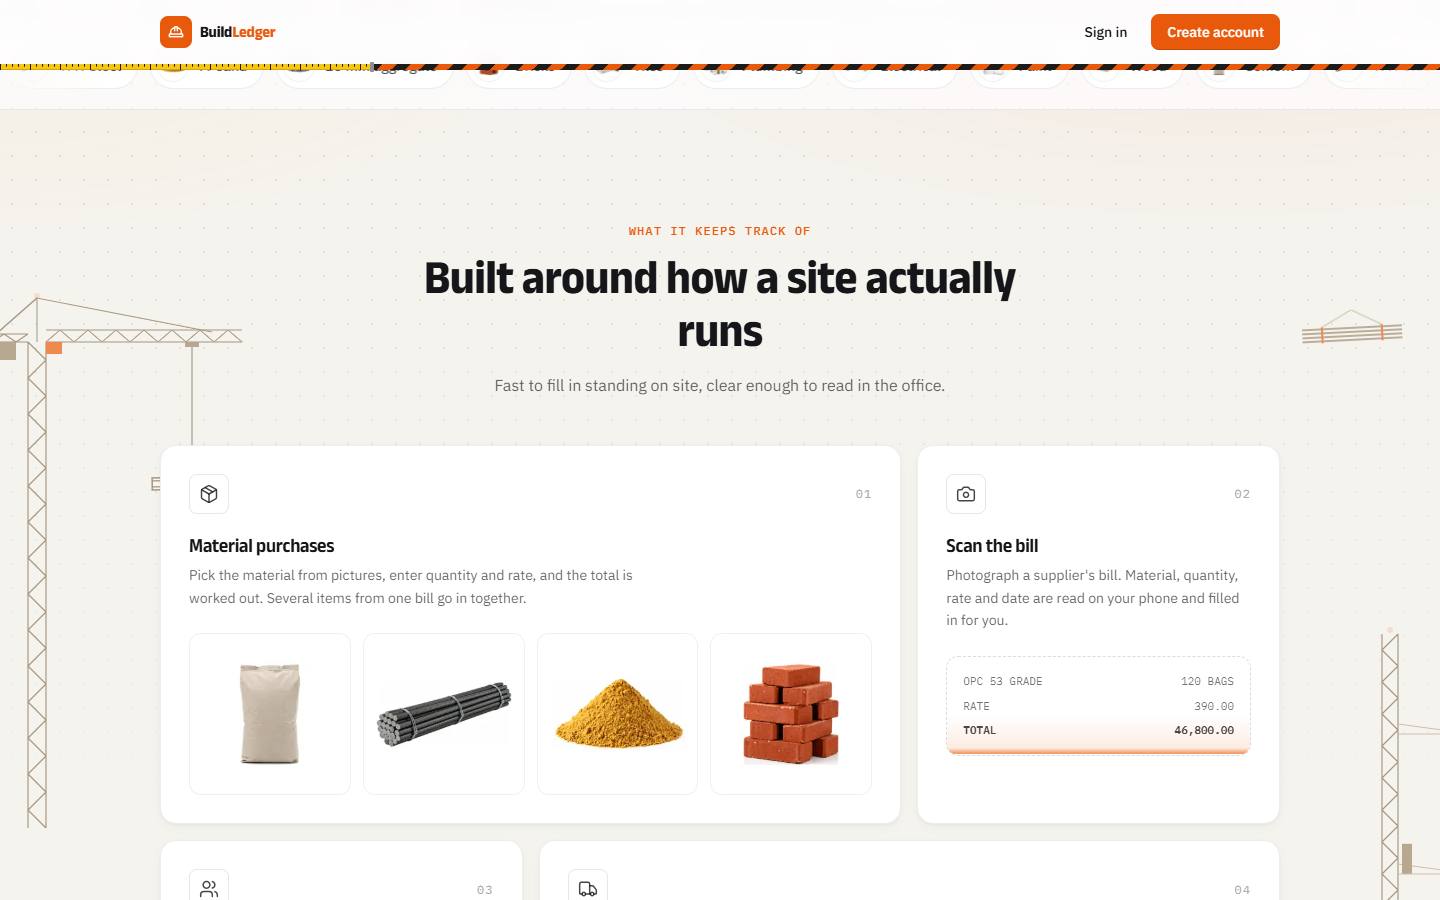 BuildLedger
Sign in
Create account
WHAT IT KEEPS TRACK OF
Built around how a site actually
runs
Fast to fill in standing on site, clear enough to read in the office.
01
Material purchases
Pick the material from pictures, enter quantity and rate, and the total is
worked out. Several items from one bill go in together.
02
Scan the bill
Photograph a supplier's bill. Material, quantity,
rate and date are read on your phone and filled
in for you.
OPC 53 GRADE 120 BAGS
RATE 390.00
TOTAL 46,800.00
03
04